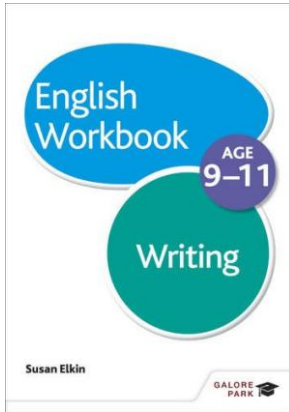 English
Workbook
AGE
9–11
Writing
Susan Elkin
GALORE
PARK